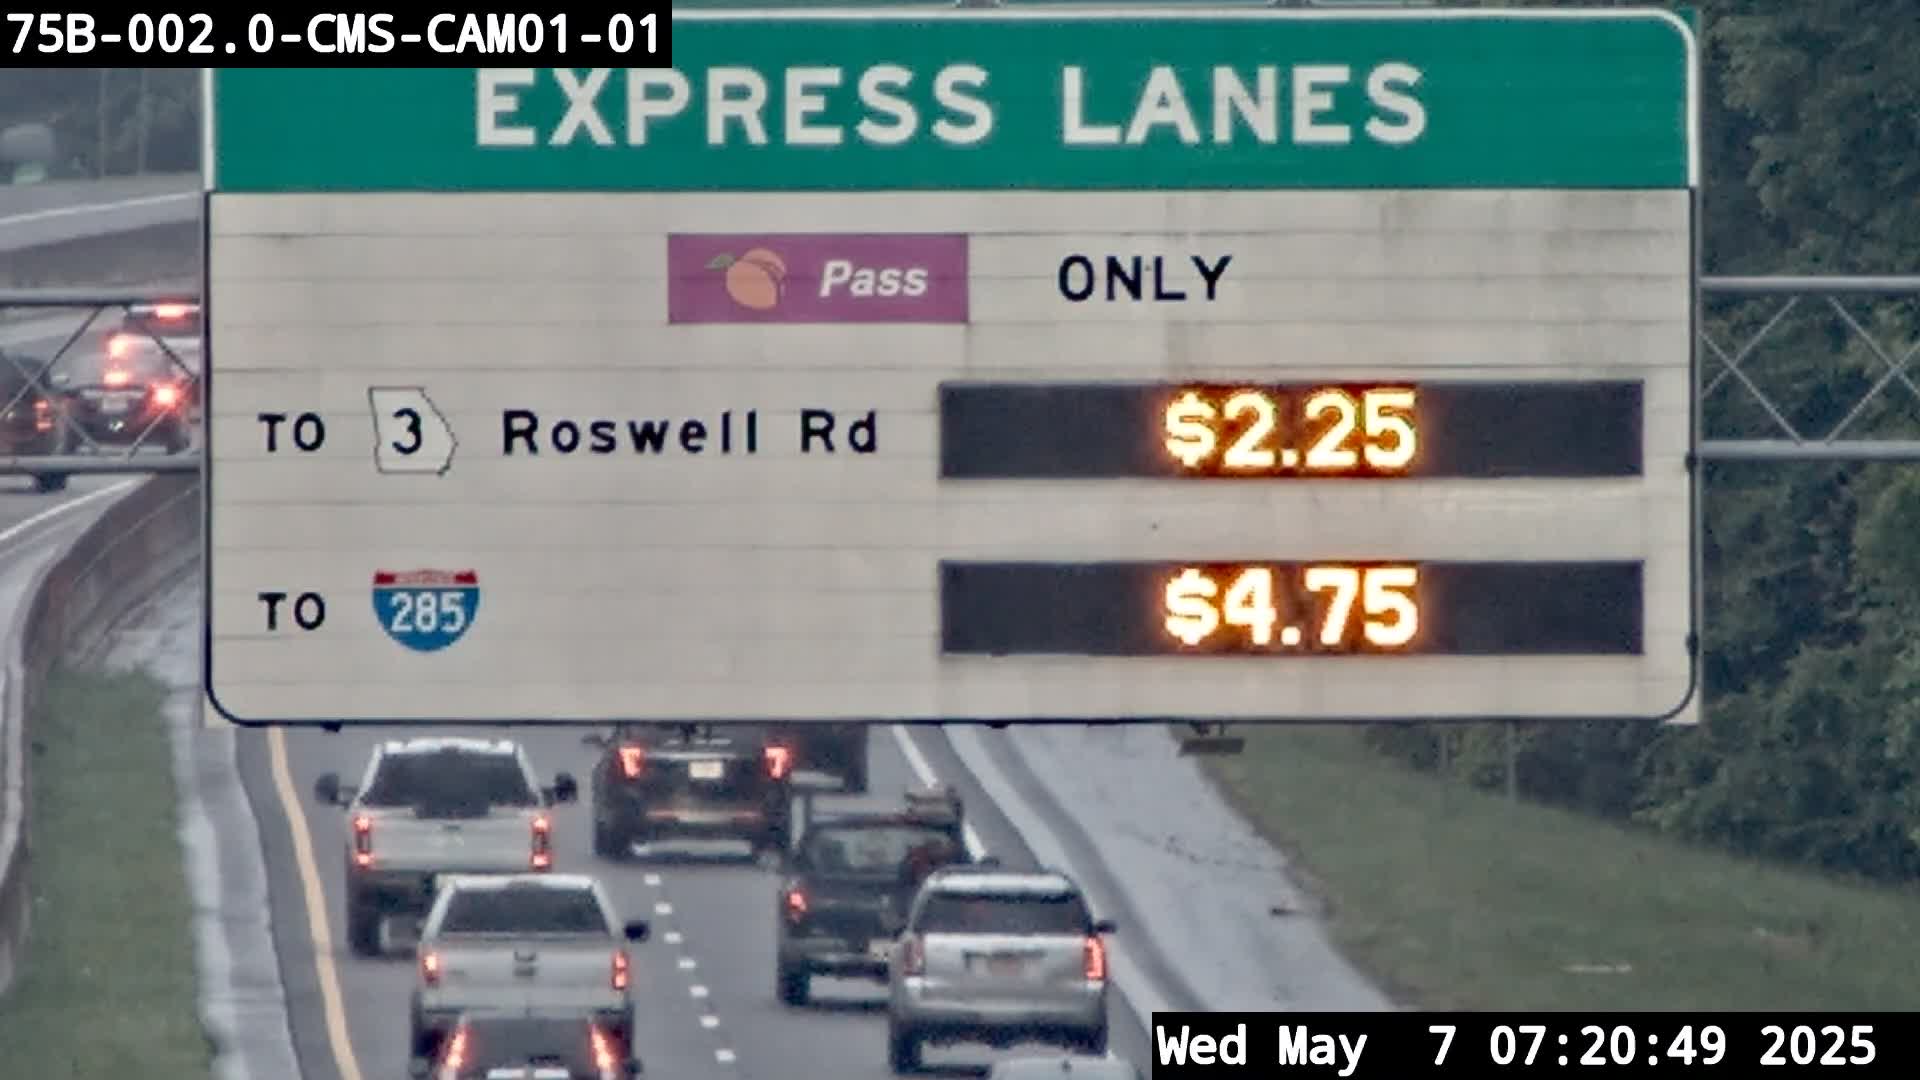 75B-002.0-CMS-CAM01-01
EXPRESS LANES
Pass ONLY
TO 3 Roswell Rd $2.25
TO 285 $4.75
Wed May 7 07:20:49 2025